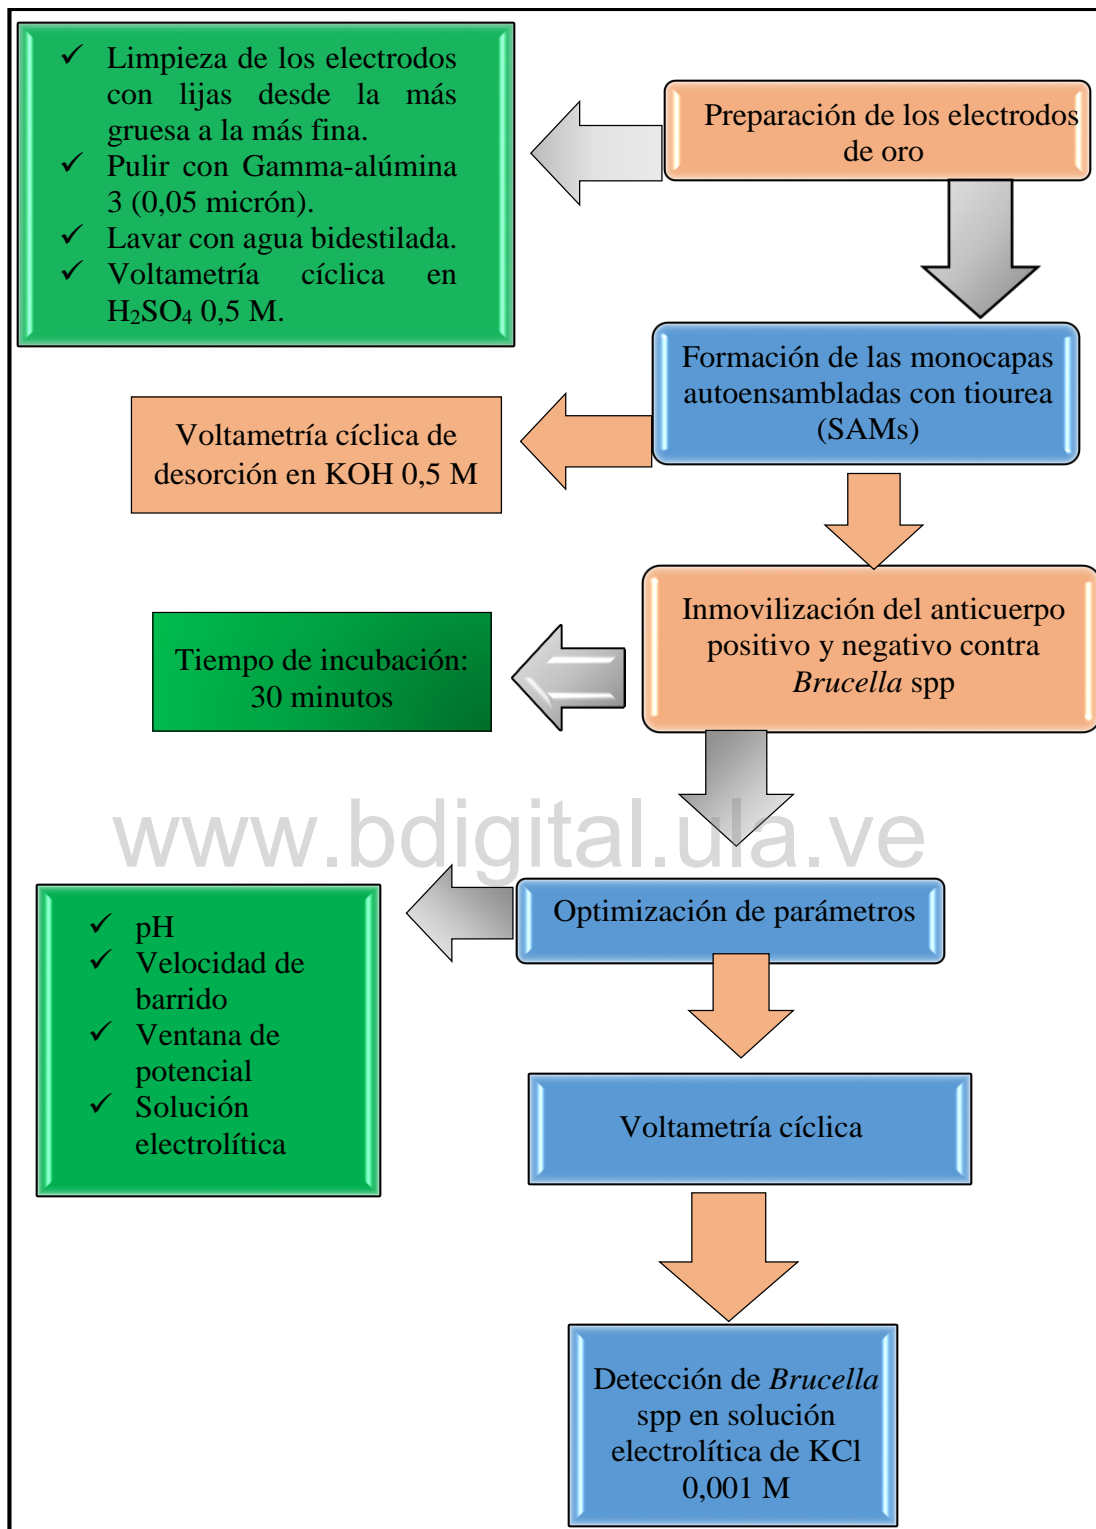 ✓ Limpieza de los electrodos
con lijas desde la más
gruesa a la más fina.
✓ Pulir con Gamma-alúmina
3 (0,05 micrón).
✓ Lavar con agua bidestilada.
✓ Voltametría cíclica en
H₂SO₄ 0,5 M.
Preparación de los electrodos
de oro
Formación de las monocapas
autoensambladas con tiourea
(SAMs)
Voltametría cíclica de
desorción en KOH 0,5 M
Inmovilización del anticuerpo
positivo y negativo contra
Brucella spp
Tiempo de incubación:
30 minutos
www.bdigital.ula.ve
Optimización de parámetros
✓ pH
✓ Velocidad de
barrido
✓ Ventana de
potencial
✓ Solución
electrolítica
Voltametría cíclica
Detección de Brucella
spp en solución
electrolítica de KCl
0,001 M